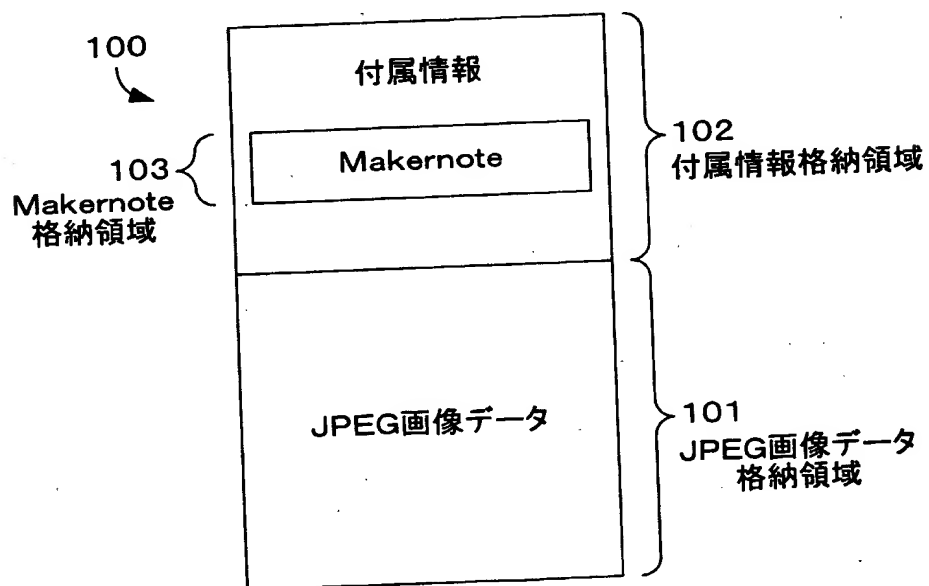 100
付属情報
Makernote
103
Makernote
格納領域
102
付属情報格納領域
JPEG画像データ
101
JPEG画像データ
格納領域